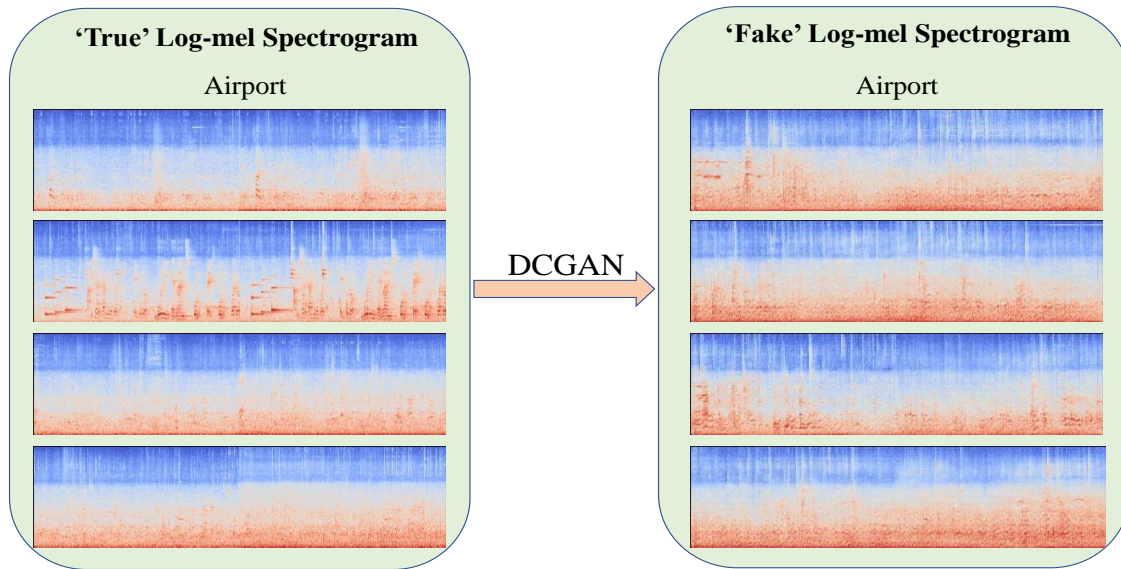 ‘True’ Log-mel Spectrogram
Airport
DCGAN
‘Fake’ Log-mel Spectrogram
Airport